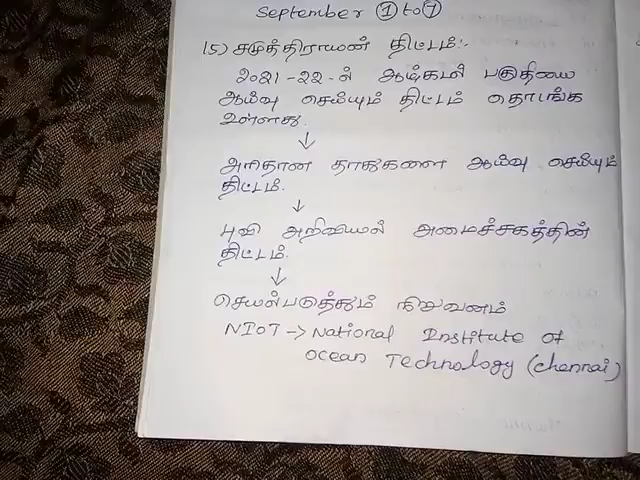 September ① to ⑦
15) சமுத்திராயன் திட்டம்:-
2021-22-ல் ஆழ்கடல் பகுதியை
ஆய்வு செய்யும் திட்டம் தொடங்க
உள்ளது.
↓
அரிதான தாதுகளை ஆய்வு செய்யும்
திட்டம்.
↓
புவி அறிவியல் அமைச்சகத்தின்
திட்டம்.
↓
செயல்படுத்தும் நிறுவனம்
NIOT -> National Institute of
Ocean Technology (chennai)